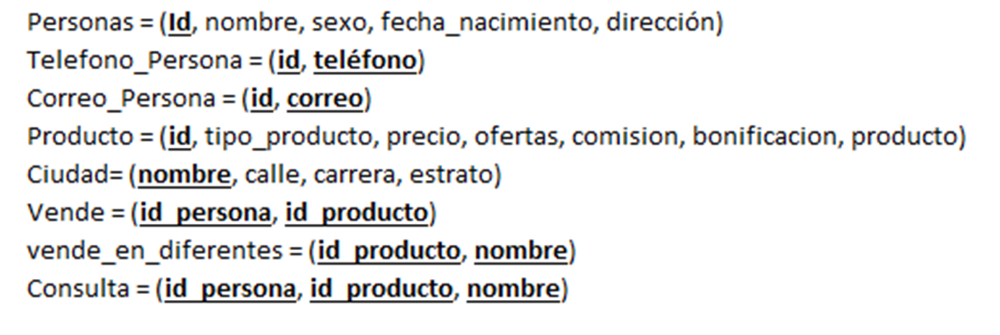 Personas = (Id, nombre, sexo, fecha_nacimiento, dirección)
Telefono_Persona = (id, teléfono)
Correo_Persona = (id, correo)
Producto = (id, tipo_producto, precio, ofertas, comision, bonificacion, producto)
Ciudad= (nombre, calle, carrera, estrato)
Vende = (id_persona, id_producto)
vende_en_diferentes = (id_producto, nombre)
Consulta = (id_persona, id_producto, nombre)